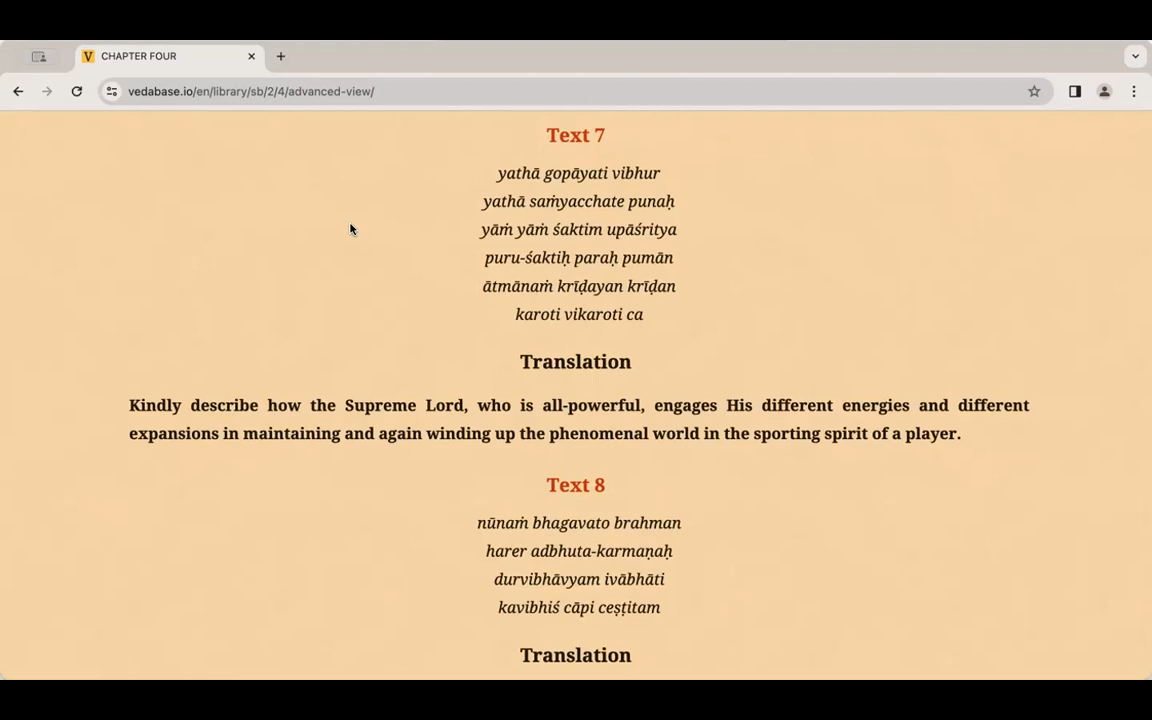 CHAPTER FOUR
vedabase.io/en/library/sb/2/4/advanced-view/
Text 7
yathā gopāyati vibhur
yathā saṁyacchate punaḥ
yāṁ yāṁ śaktim upāśritya
puru-śaktiḥ paraḥ pumān
ātmānaṁ krīḍayan krīḍan
karoti vikaroti ca
Translation
Kindly describe how the Supreme Lord, who is all-powerful, engages His different energies and different
expansions in maintaining and again winding up the phenomenal world in the sporting spirit of a player.
Text 8
nūnaṁ bhagavato brahman
harer adbhuta-karmaṇaḥ
durvibhāvyam ivābhāti
kavibhiś cāpi ceṣṭitam
Translation